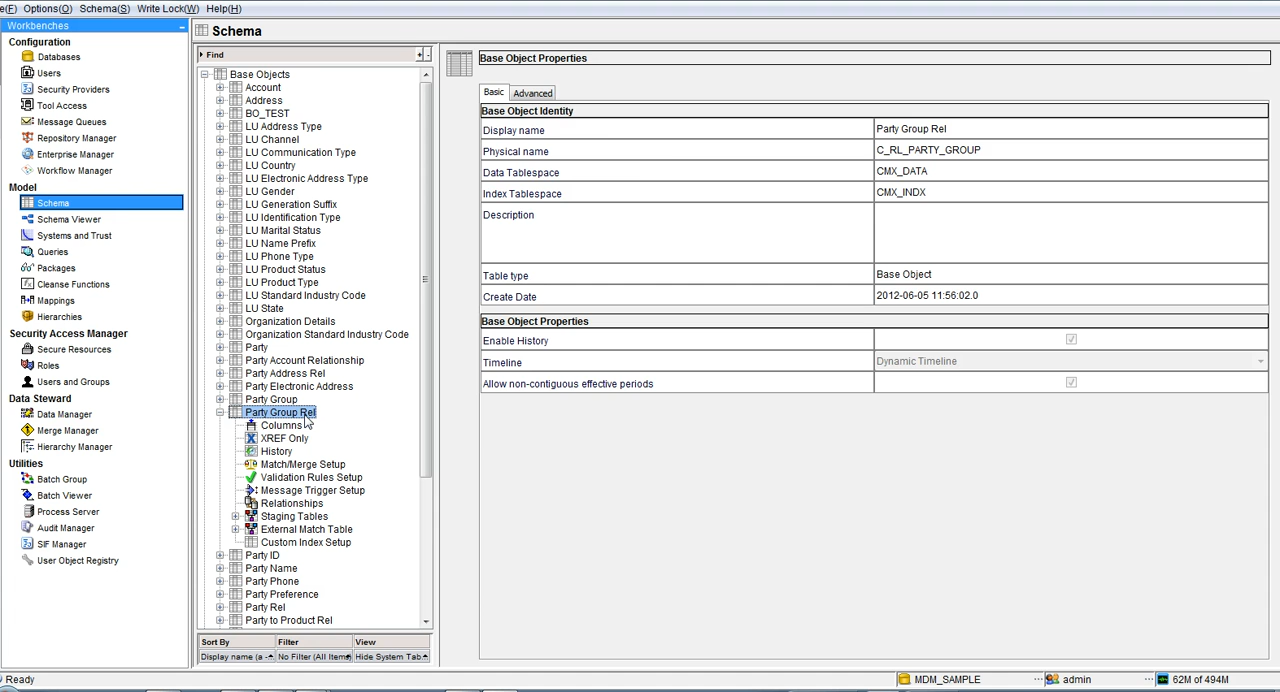 e(F) Options(O) Schema(S) Write Lock(W) Help(H)
Workbenches
Configuration
Databases
Users
Security Providers
Tool Access
Message Queues
Repository Manager
Enterprise Manager
Workflow Manager
Model
Schema
Schema Viewer
Systems and Trust
Queries
Packages
Cleanse Functions
Mappings
Hierarchies
Security Access Manager
Secure Resources
Roles
Users and Groups
Data Steward
Data Manager
Merge Manager
Hierarchy Manager
Utilities
Batch Group
Batch Viewer
Process Server
Audit Manager
SIF Manager
User Object Registry
Schema
Find
Base Objects
Account
Address
BO_TEST
LU Address Type
LU Channel
LU Communication Type
LU Country
LU Electronic Address Type
LU Gender
LU Generation Suffix
LU Identification Type
LU Marital Status
LU Name Prefix
LU Phone Type
LU Product Status
LU Product Type
LU Standard Industry Code
LU State
Organization Details
Organization Standard Industry Code
Party
Party Account Relationship
Party Address Rel
Party Electronic Address
Party Group
Party Group Rel
Columns
XREF Only
History
Match/Merge Setup
Validation Rules Setup
Message Trigger Setup
Relationships
Staging Tables
External Match Table
Custom Index Setup
Party ID
Party Name
Party Phone
Party Preference
Party Rel
Party to Product Rel
Sort By Filter View
Display name (a - No Filter (All Items) Hide System Tab
Base Object Properties
Basic Advanced
Base Object Identity
Display name Party Group Rel
Physical name C_RL_PARTY_GROUP
Data Tablespace CMX_DATA
Index Tablespace CMX_INDX
Description
Table type Base Object
Create Date 2012-06-05 11:56:02.0
Base Object Properties
Enable History
Timeline Dynamic Timeline
Allow non-contiguous effective periods
Ready MDM_SAMPLE admin 62M of 494M